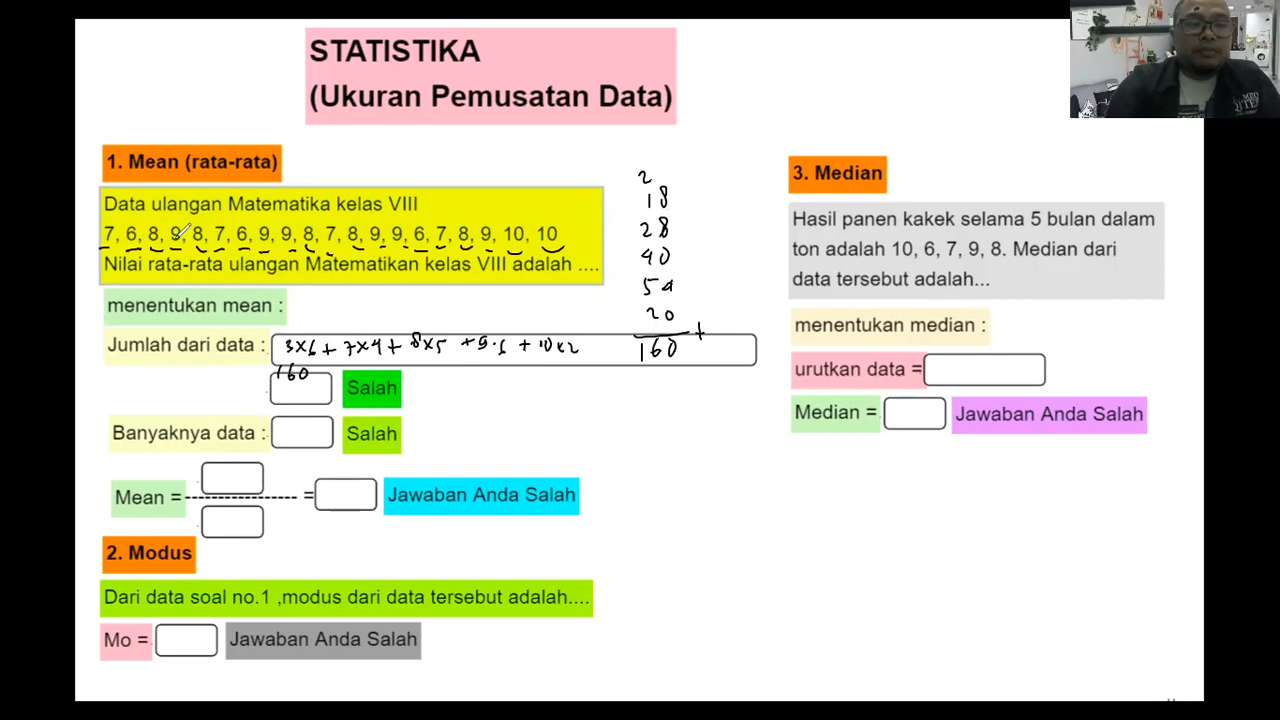 STATISTIKA
(Ukuran Pemusatan Data)
1. Mean (rata-rata)
Data ulangan Matematika kelas VIII
7, 6, 8, 9, 8, 7, 6, 9, 9, 8, 7, 8, 9, 9, 6, 7, 8, 9, 10, 10
Nilai rata-rata ulangan Matematikan kelas VIII adalah ....
menentukan mean :
Jumlah dari data :
3x6 + 7x4 + 8x5 + 9.6 + 10x2
160
Salah
Banyaknya data :
Salah
Mean = ---------------- =
Jawaban Anda Salah
2
18
28
40
54
20
+
160
2. Modus
Dari data soal no.1 ,modus dari data tersebut adalah....
Mo =
Jawaban Anda Salah
3. Median
Hasil panen kakek selama 5 bulan dalam
ton adalah 10, 6, 7, 9, 8. Median dari
data tersebut adalah...
menentukan median :
urutkan data =
Median =
Jawaban Anda Salah